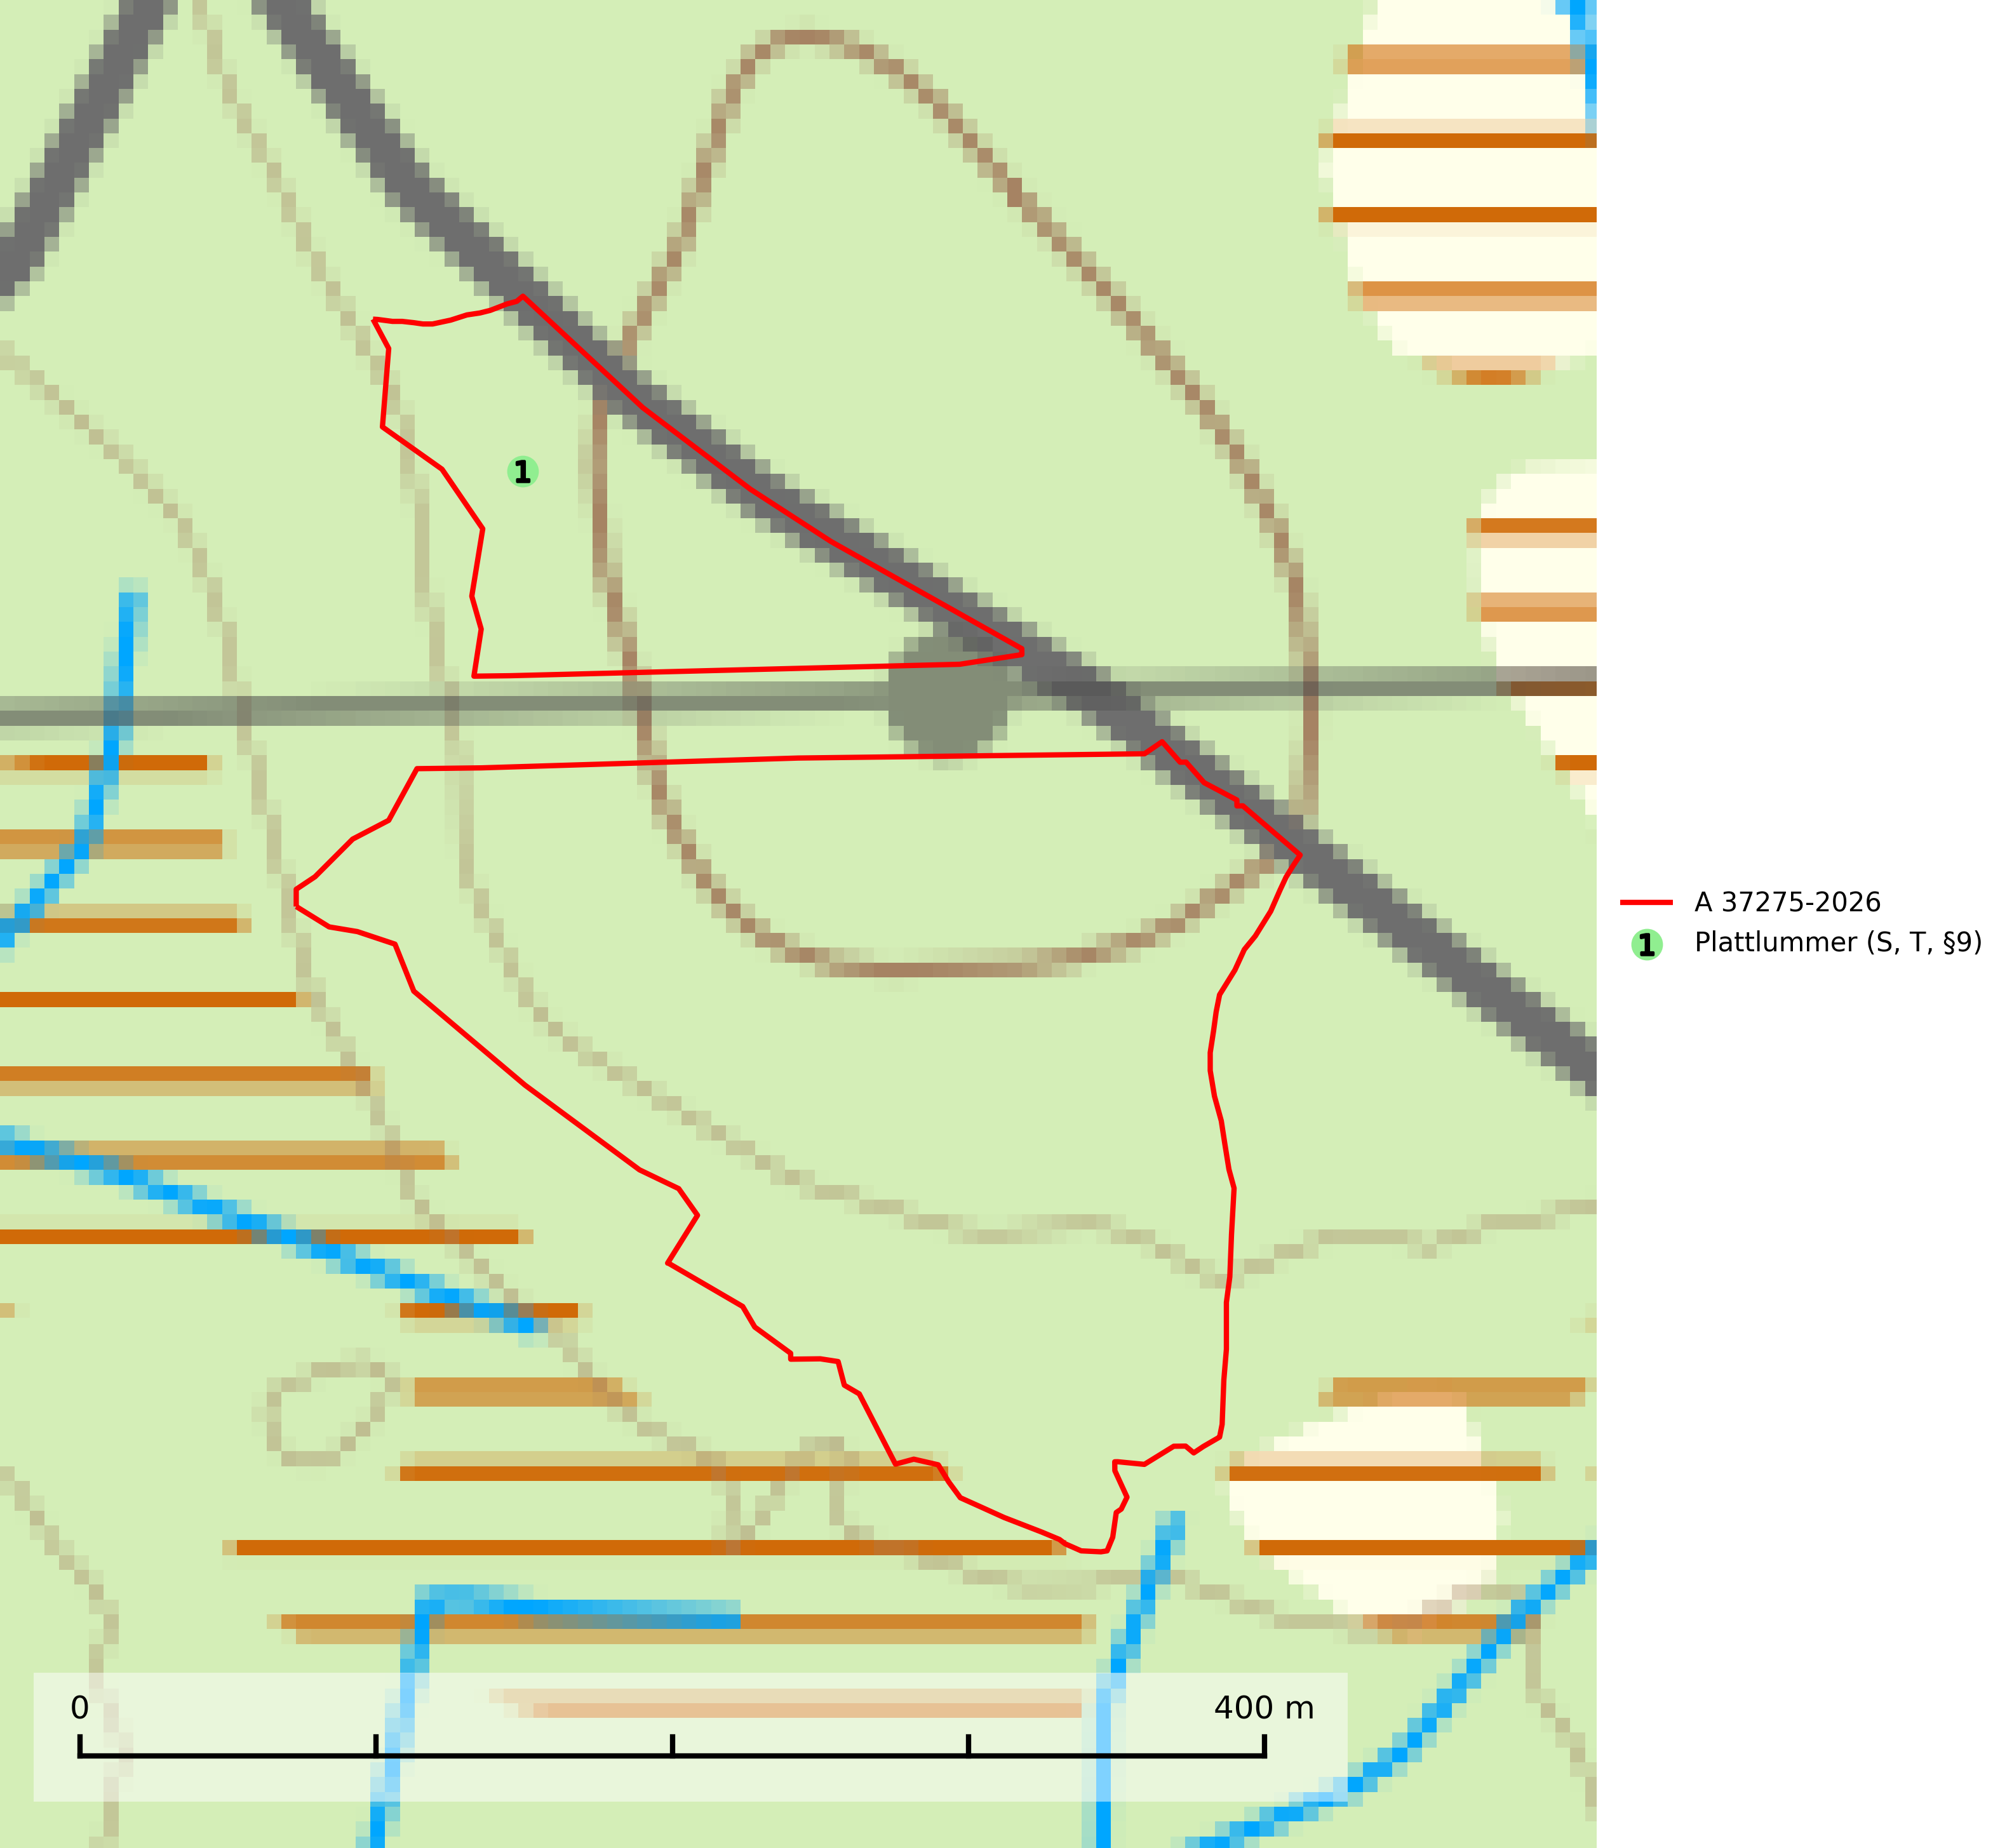 1
A 37275-2026
1 Plattlummer (S, T, §9)
0 400 m